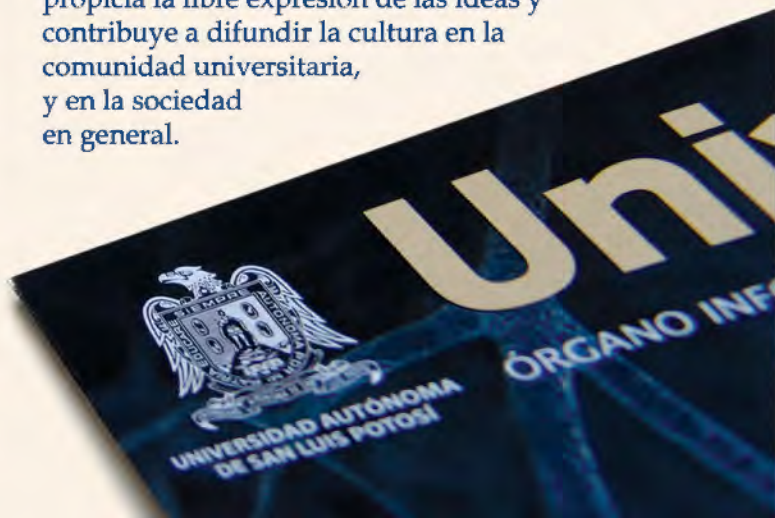 propicia la libre expresión de las ideas y
contribuye a difundir la cultura en la
comunidad universitaria,
y en la sociedad
en general.
Uni
ÓRGANO INF
SIEMPRE
UNIVERSIDAD AUTÓNOMA
DE SAN LUIS POTOSÍ